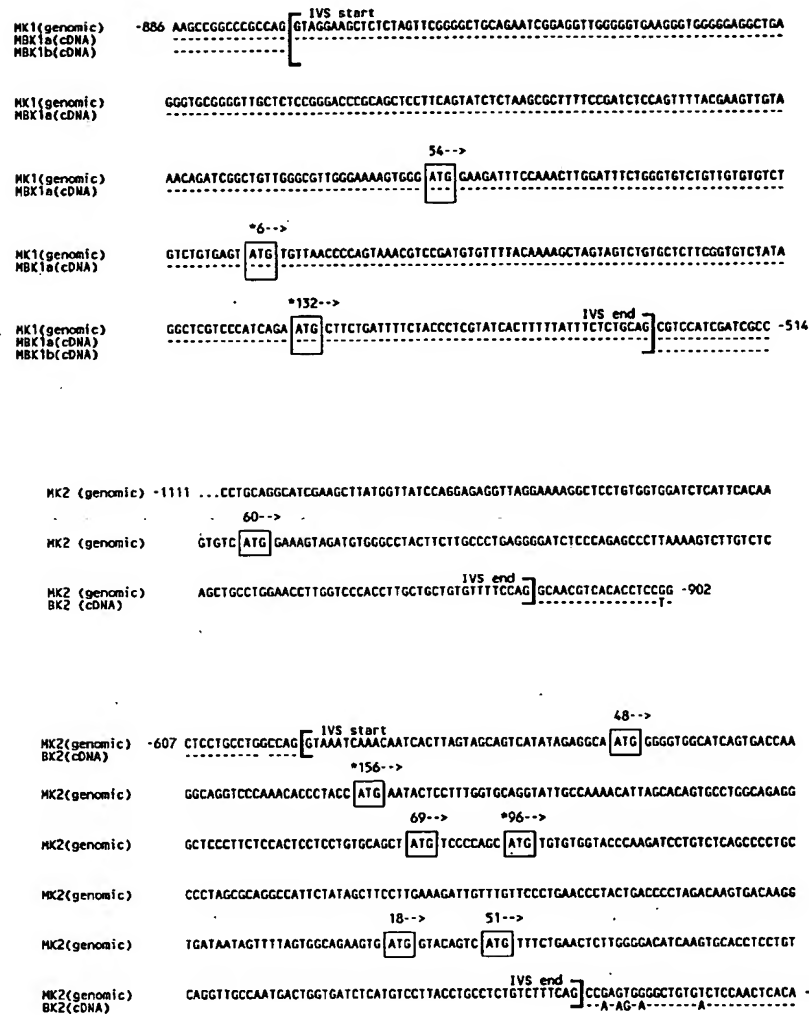 IVS start
MK1(genomic) -886 AAGCCGGCCCGCCAG GTAGGAAGCTCTCTAGTTCGGGGCTGCAGAATCGGAGGTTGGGGGTGAAGGGTGGGGGAGGCTGA
MBK1a(cDNA)
MBK1b(cDNA)
MK1(genomic) GGGTGCGGGGTTGCTCTCCGGGACCCGCAGCTCCTTCAGTATCTCTAAGCGCTTTTCCGATCTCCAGTTTTACGAAGTTGTA
MBK1a(cDNA)
54-->
MK1(genomic) AACAGATCGGCTGTTGGGCGTTGGGAAAAGTGGG ATG GAAGATTTCCAAACTTGGATTTCTGGGTGTCTGTTGTGTGTCT
MBK1a(cDNA)
*6-->
MK1(genomic) GTCTGTGAGT ATG TGTTAACCCCAGTAAACGTCCGATGTGTTTTACAAAAGCTAGTAGTCTGTGCTCTTCGGTGTCTATA
MBK1a(cDNA)
*132--> IVS end
MK1(genomic) GGCTCGTCCCATCAGA ATG CTTCTGATTTTCTACCCTCGTATCACTTTTTATTTCTCTGCAG CGTCCATCGATCGCC -514
MBK1a(cDNA)
MBK1b(cDNA)
MK2 (genomic) -1111 ...CCTGCAGGCATCGAAGCTTATGGTTATCCAGGAGAGGTTAGGAAAAGGCTCCTGTGGTGGATCTCATTCACAA
60-->
MK2 (genomic) GTGTC ATG GAAAGTAGATGTGGGCCTACTTCTTGCCCTGAGGGGATCTCCCAGAGCCCTTAAAAGTCTTGTCTC
IVS end
MK2 (genomic) AGCTGCCTGGAACCTTGGTCCCACCTTGCTGCTGTGTTTTCCAG GCAACGTCACACCTCCGG -902
BK2 (cDNA) -----------------T-
IVS start 48-->
MK2(genomic) -607 CTCCTGCCTGGCCAG GTAAATCAAACAATCACTTAGTAGCAGTCATATAGAGGCA ATG GGGGTGGCATCAGTGACCAA
BK2(cDNA)
*156-->
MK2(genomic) GGCAGGTCCCAAACACCCTACC ATG AATACTCCTTTGGTGCAGGTATTGCCAAAACATTAGCACAGTGCCTGGCAGAGG
69--> *96-->
MK2(genomic) GCTCCCTTCTCCACTCCTCCTGTGCAGCT ATG TCCCCAGC ATG TGTGTGGTACCCAAGATCCTGTCTCAGCCCCTGC
MK2(genomic) CCCTAGCGCAGGCCATTCTATAGCTTCCTTGAAAGATTGTTTGTTCCCTGAACCCTACTGACCCCTAGACAAGTGACAAGG
18--> 51-->
MK2(genomic) TGATAATAGTTTTAGTGGCAGAAGTG ATG GTACAGTC ATG TTTCTGAACTCTTGGGGACATCAAGTGCACCTCCTGT
IVS end
MK2(genomic) CAGGTTGCCAATGACTGGTGATCTCATGTCCTTACCTGCCTCTGTCTTTCAG CCGAGTGGGGCTGTGTCTCCAACTCACA -
BK2(cDNA) --A-AG-A-------A--------